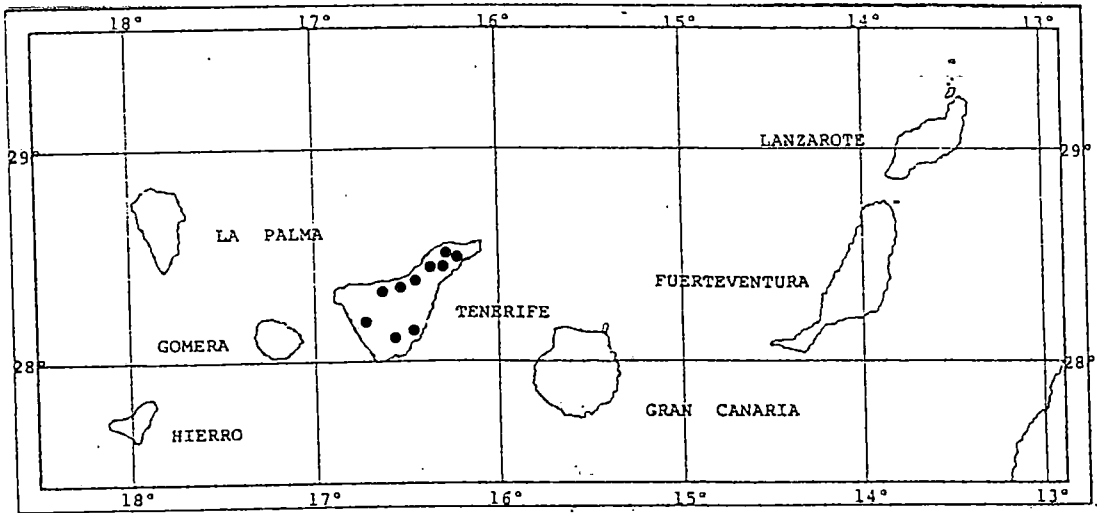 18° 17° 16° 15° 14° 13°
LANZAROTE
29° 29°
LA PALMA
FUERTEVENTURA
TENERIFE
GOMERA
28° 28°
GRAN CANARIA
HIERRO
18° 17° 16° 15° 14° 13°